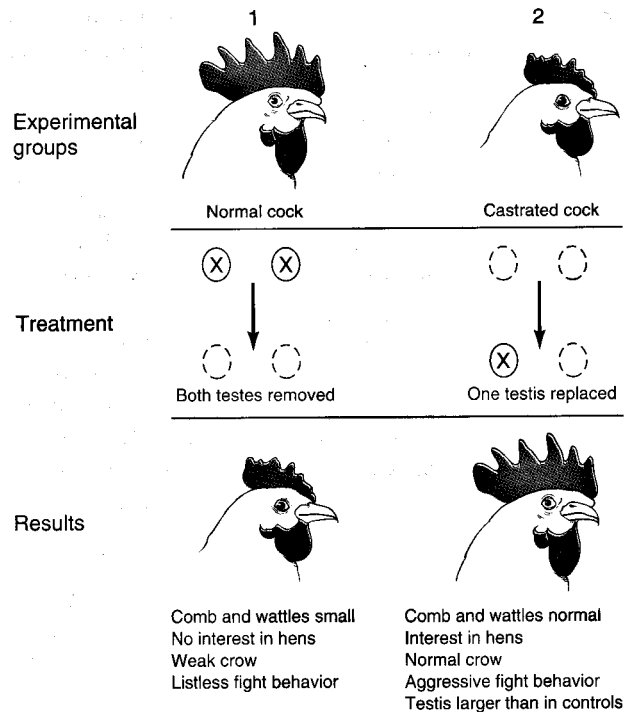 1
2
Experimental
groups
Normal cock
Castrated cock
X X
Treatment
X
Both testes removed
One testis replaced
Results
Comb and wattles small
No interest in hens
Weak crow
Listless fight behavior
Comb and wattles normal
Interest in hens
Normal crow
Aggressive fight behavior
Testis larger than in controls